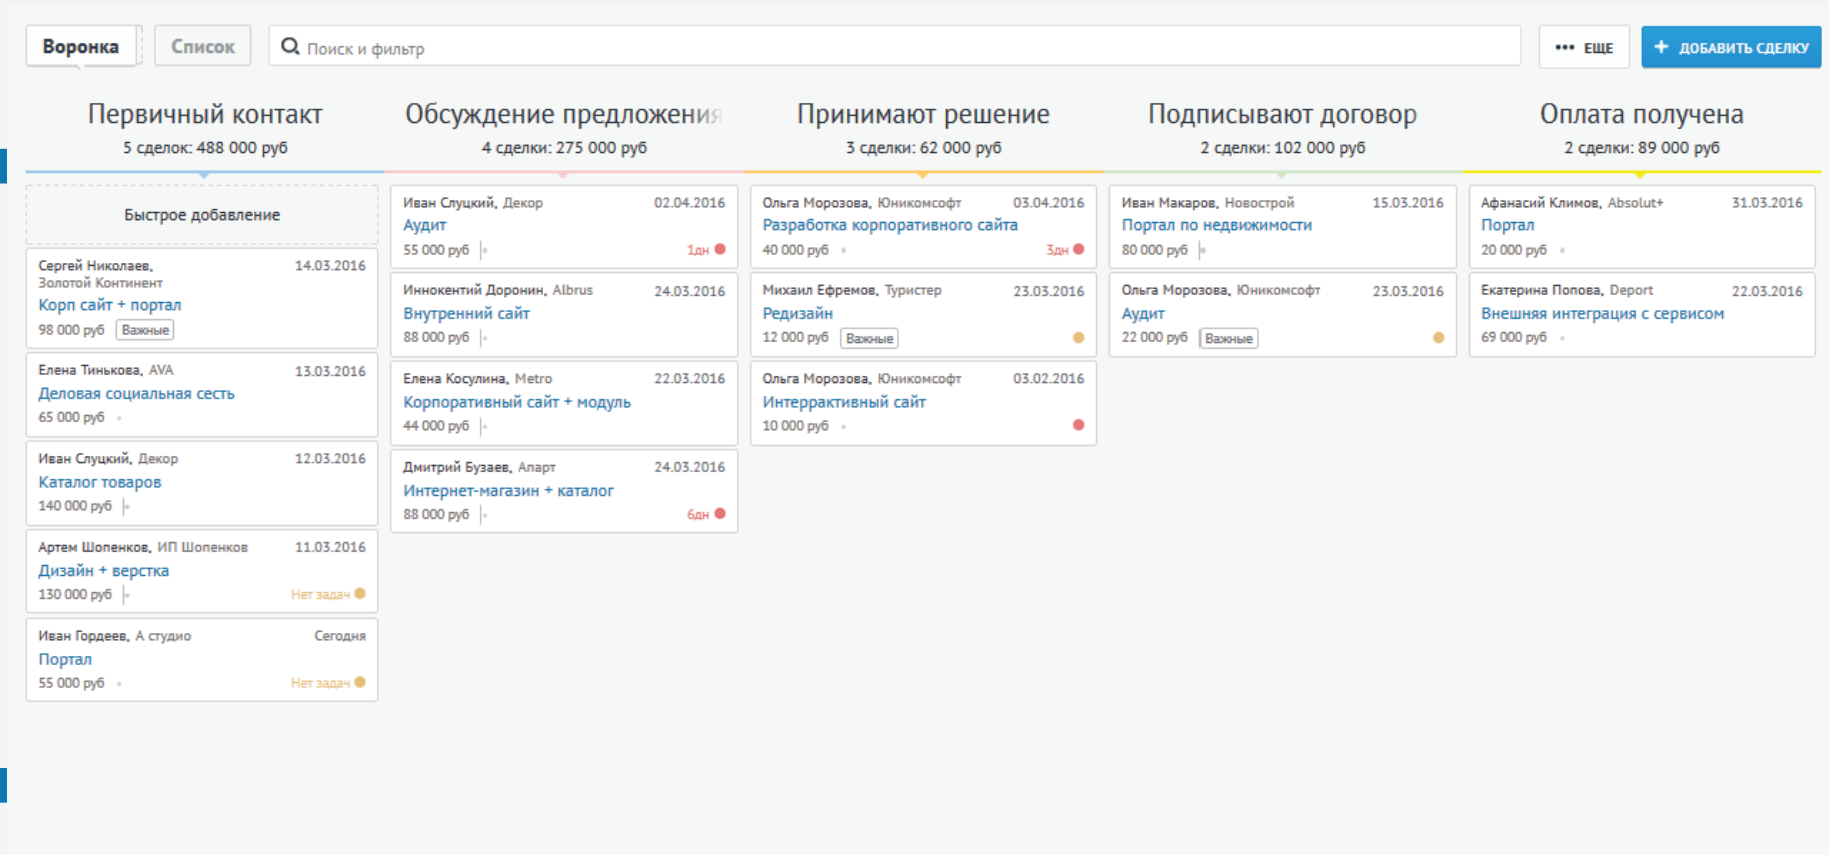 Воронка
Список
Поиск и фильтр
••• ЕЩЕ
+ ДОБАВИТЬ СДЕЛКУ
Первичный контакт
5 сделок: 488 000 руб
Быстрое добавление
Сергей Николаев, 14.03.2016
Золотой Континент
Корп сайт + портал
98 000 руб Важные
Елена Тинькова, AVA 13.03.2016
Деловая социальная сесть
65 000 руб
Иван Слуцкий, Декор 12.03.2016
Каталог товаров
140 000 руб
Артем Шопенков, ИП Шопенков 11.03.2016
Дизайн + верстка
130 000 руб Нет задач
Иван Гордеев, А студио Сегодня
Портал
55 000 руб Нет задач
Обсуждение предложения
4 сделки: 275 000 руб
Иван Слуцкий, Декор 02.04.2016
Аудит
55 000 руб 1дн
Иннокентий Доронин, Albrus 24.03.2016
Внутренний сайт
88 000 руб
Елена Косулина, Metro 22.03.2016
Корпоративный сайт + модуль
44 000 руб
Дмитрий Бузаев, Апарт 24.03.2016
Интернет-магазин + каталог
88 000 руб 6дн
Принимают решение
3 сделки: 62 000 руб
Ольга Морозова, Юникомсофт 03.04.2016
Разработка корпоративного сайта
40 000 руб 3дн
Михаил Ефремов, Туристер 23.03.2016
Редизайн
12 000 руб Важные
Ольга Морозова, Юникомсофт 03.02.2016
Интеррактивный сайт
10 000 руб
Подписывают договор
2 сделки: 102 000 руб
Иван Макаров, Новострой 15.03.2016
Портал по недвижимости
80 000 руб
Ольга Морозова, Юникомсофт 23.03.2016
Аудит
22 000 руб Важные
Оплата получена
2 сделки: 89 000 руб
Афанасий Климов, Absolut+ 31.03.2016
Портал
20 000 руб
Екатерина Попова, Deport 22.03.2016
Внешняя интеграция с сервисом
69 000 руб